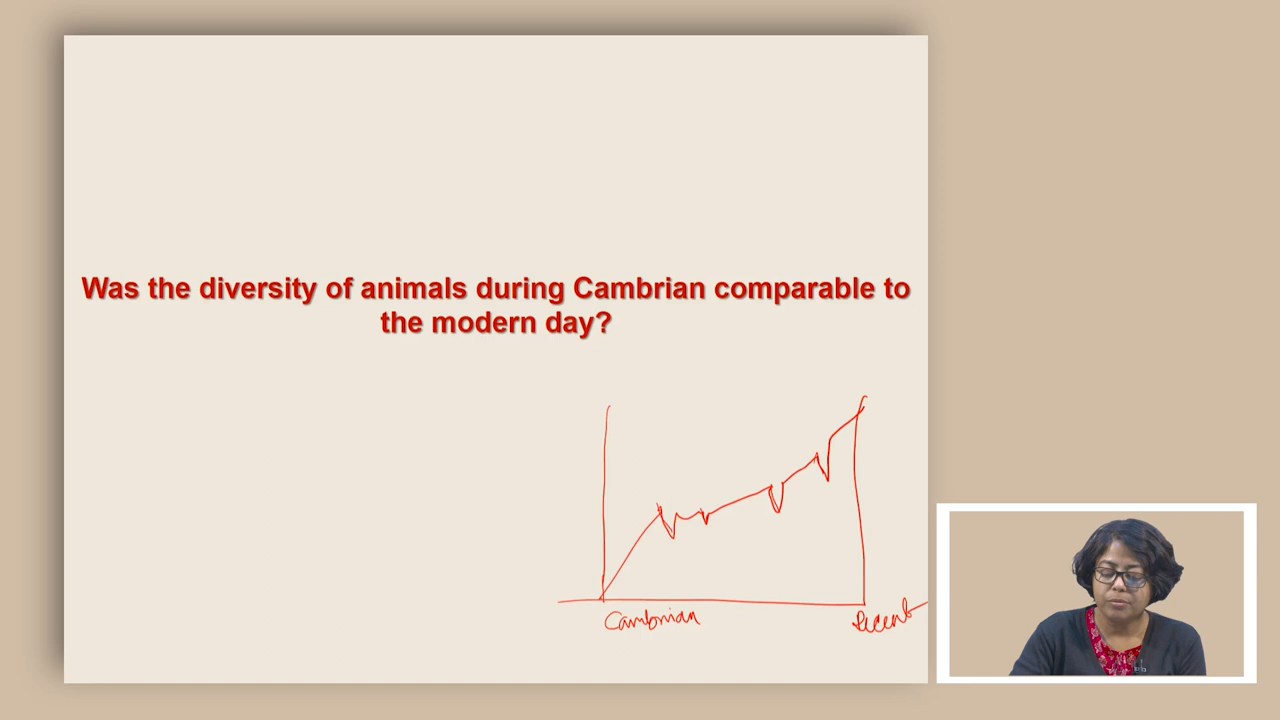 Was the diversity of animals during Cambrian comparable to
the modern day?
Cambrian
Recent